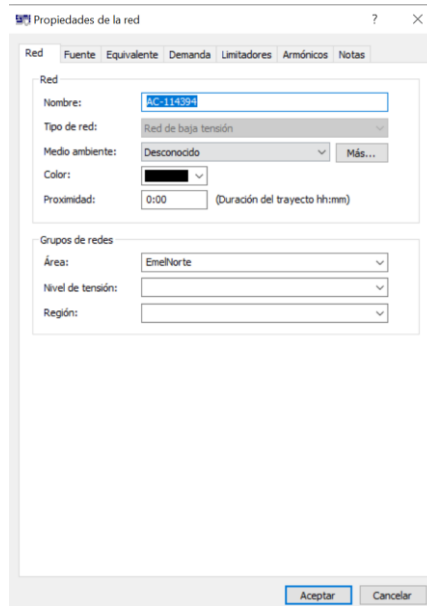 Propiedades de la red ? ×
Red Fuente Equivalente Demanda Limitadores Armónicos Notas
Red
Nombre: AC-114394
Tipo de red: Red de baja tensión
Medio ambiente: Desconocido Más...
Color:
Proximidad: 0:00 (Duración del trayecto hh:mm)
Grupos de redes
Área: EmelNorte
Nivel de tensión:
Región:
Aceptar Cancelar